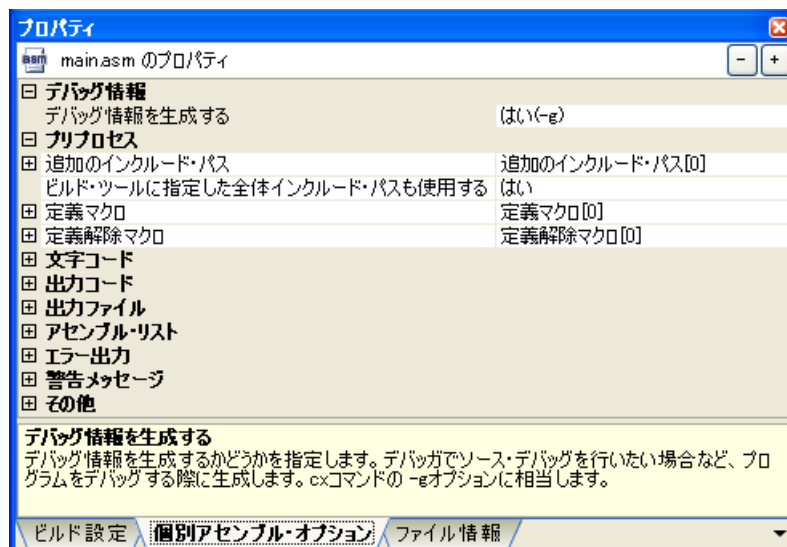 プロパティ
asm main.asm のプロパティ
デバッグ情報
デバッグ情報を生成する はい(-g)
プリプロセス
追加のインクルード・パス 追加のインクルード・パス[0]
ビルド・ツールに指定した全体インクルード・パスも使用する はい
定義マクロ 定義マクロ[0]
定義解除マクロ 定義解除マクロ[0]
文字コード
出力コード
出力ファイル
アセンブル・リスト
エラー出力
警告メッセージ
その他
デバッグ情報を生成する
デバッグ情報を生成するかどうかを指定します。デバッガでソース・デバッグを行いたい場合など、プロ
グラムをデバッグする際に生成します。cxコマンドの -gオプションに相当します。
ビルド設定 個別アセンブル・オプション ファイル情報